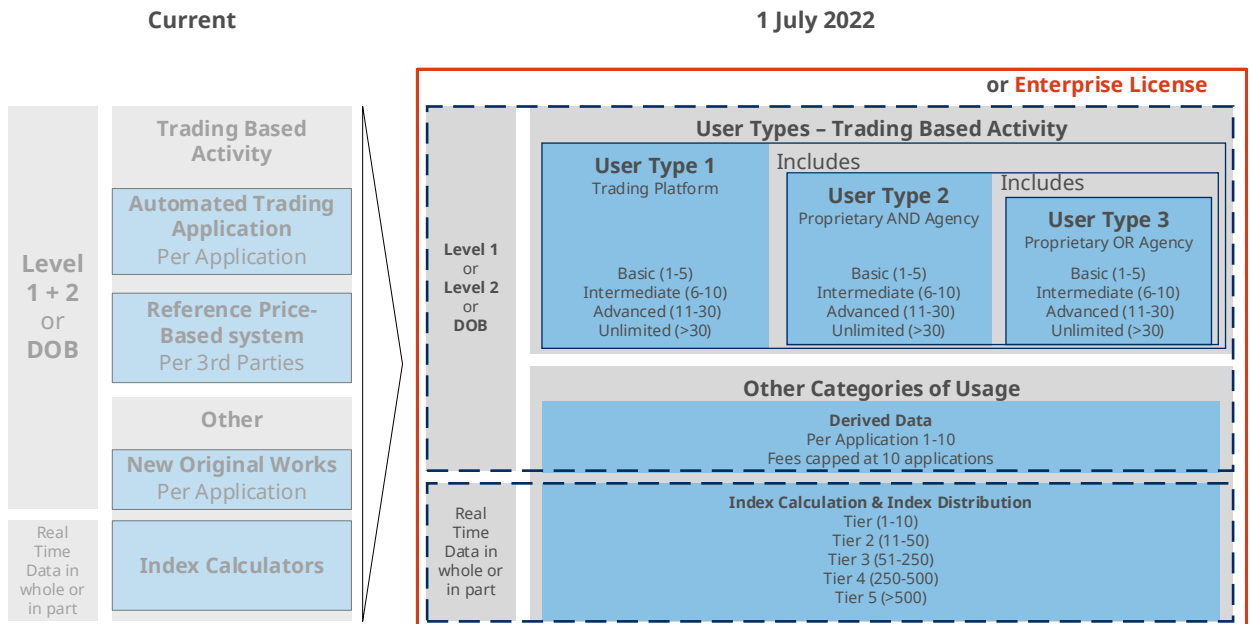 Current
1 July 2022
Level
1 + 2
or
DOB
Trading Based
Activity
Automated Trading
Application
Per Application
Reference Price-
Based system
Per 3rd Parties
Other
New Original Works
Per Application
Real
Time
Data in
whole or
in part
Index Calculators
or Enterprise License
Level 1
or
Level 2
or
DOB
User Types – Trading Based Activity
User Type 1
Trading Platform
Basic (1-5)
Intermediate (6-10)
Advanced (11-30)
Unlimited (>30)
Includes
User Type 2
Proprietary AND Agency
Basic (1-5)
Intermediate (6-10)
Advanced (11-30)
Unlimited (>30)
Includes
User Type 3
Proprietary OR Agency
Basic (1-5)
Intermediate (6-10)
Advanced (11-30)
Unlimited (>30)
Other Categories of Usage
Derived Data
Per Application 1-10
Fees capped at 10 applications
Real
Time
Data in
whole or
in part
Index Calculation & Index Distribution
Tier (1-10)
Tier 2 (11-50)
Tier 3 (51-250)
Tier 4 (250-500)
Tier 5 (>500)